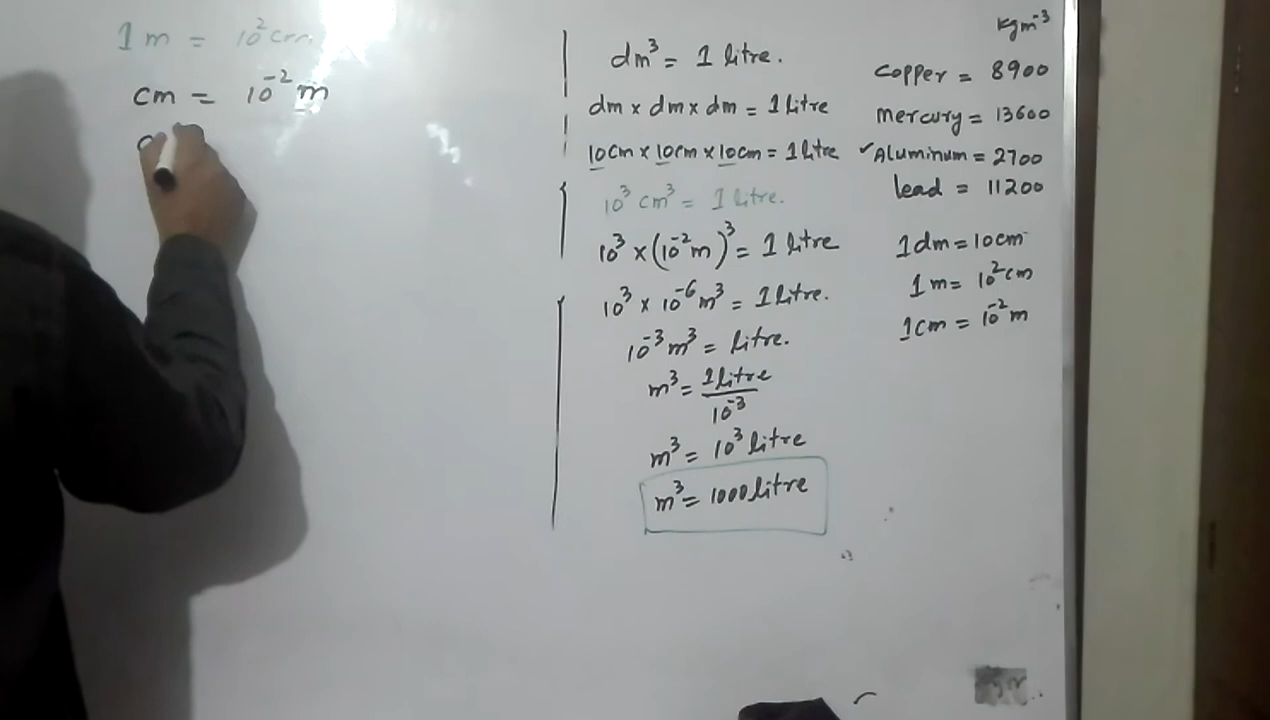 1 m = 10² cm
cm = 10⁻² m
dm³ = 1 litre.
dm x dm x dm = 1 litre
10cm x 10cm x 10cm = 1 litre
10³ cm³ = 1 litre.
10³ x (10⁻²m)³ = 1 litre
10³ x 10⁻⁶ m³ = 1 litre.
10⁻³ m³ = litre.
m³ = 1 litre / 10⁻³
m³ = 10³ litre
m³ = 1000 litre
kgm⁻³
copper = 8900
mercury = 13600
✓Aluminum = 2700
lead = 11200
1dm = 10cm
1m = 10²cm
1cm = 10⁻²m